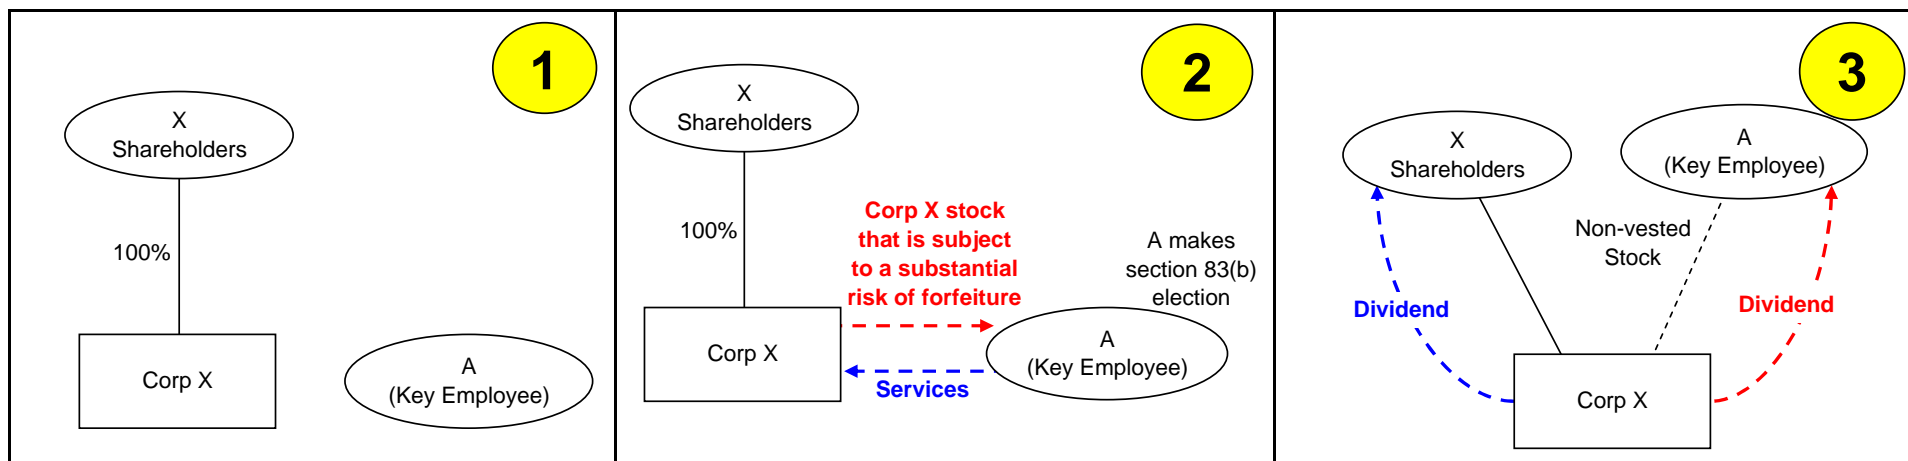 1
X
Shareholders
100%
Corp X
A
(Key Employee)
2
X
Shareholders
100%
Corp X stock
that is subject
to a substantial
risk of forfeiture
A makes
section 83(b)
election
Corp X
A
(Key Employee)
Services
3
X
Shareholders
A
(Key Employee)
Non-vested
Stock
Dividend
Dividend
Corp X